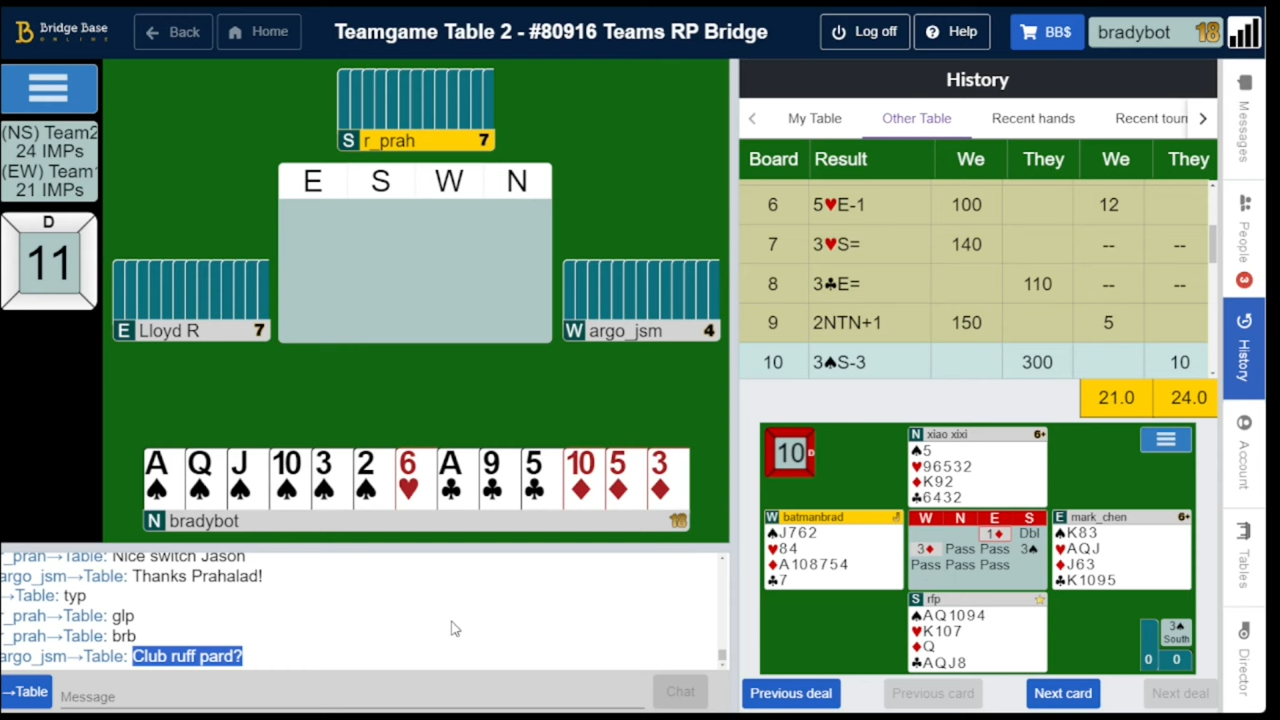 Bridge Base
ONLINE
Back
Home
Teamgame Table 2 - #80916 Teams RP Bridge
Log off
Help
BB$
bradybot
18
(NS) Team2
24 IMPs
(EW) Team1
21 IMPs
D
11
S r_prah 7
E S W N
E Lloyd R 7
W argo_jsm 4
A Q J 10 3 2 6 A 9 5 10 5 3
♠ ♠ ♠ ♠ ♠ ♠ ♥ ♣ ♣ ♣ ♦ ♦ ♦
N bradybot 18
r_prah→Table: Nice switch Jason
argo_jsm→Table: Thanks Prahalad!
→Table: typ
r_prah→Table: glp
r_prah→Table: brb
argo_jsm→Table: Club ruff pard?
→Table
Message
Chat
History
My Table Other Table Recent hands Recent tourn
Board Result We They We They
6 5♥E-1 100 12
7 3♥S= 140 -- --
8 3♣E= 110 -- --
9 2NTN+1 150 5
10 3♠S-3 300 10
21.0 24.0
10 D
N xiao xixi 6+
♠5
♥96532
♦K92
♣6432
W batmanbrad J
♠J762
♥84
♦A108754
♣7
W N E S
1♦ Dbl
3♦ Pass Pass 3♠
Pass Pass Pass
E mark_chen 6+
♠K83
♥AQJ
♦J63
♣K1095
S rfp
♠AQ1094
♥K107
♦Q
♣AQJ8
3♠
South
0 0
Previous deal
Previous card
Next card
Next deal
Messages
People
3
History
Account
Tables
Director